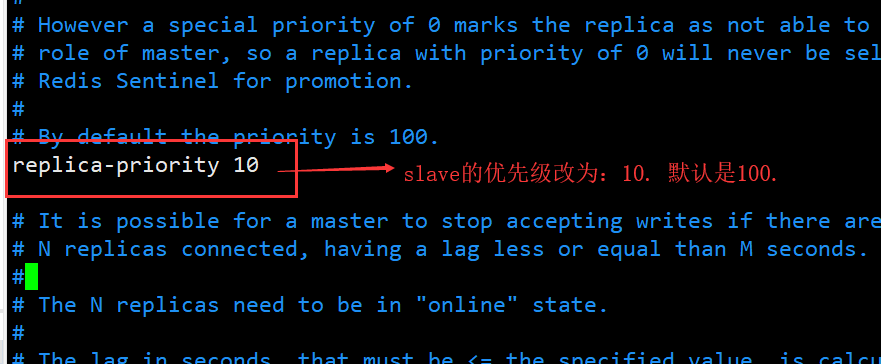 #
# However a special priority of 0 marks the replica as not able to
# role of master, so a replica with priority of 0 will never be sel
# Redis Sentinel for promotion.
#
# By default the priority is 100.
replica-priority 10
slave的优先级改为：10. 默认是100.
# It is possible for a master to stop accepting writes if there are
# N replicas connected, having a lag less or equal than M seconds.
#
# The N replicas need to be in "online" state.
#
# The lag in seconds, that must be <= the specified value, is calcu